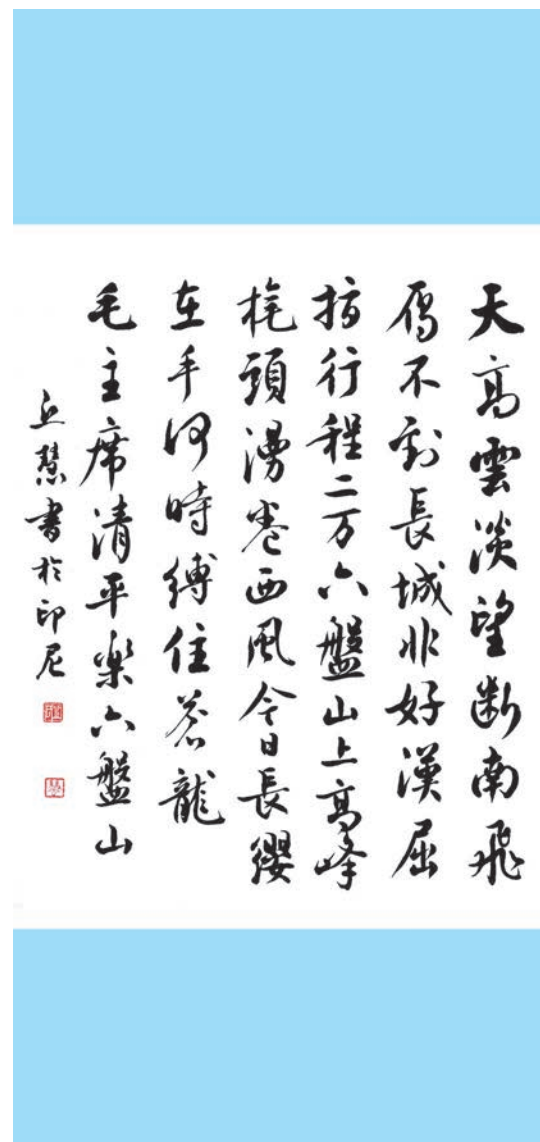 天高雲淡望断南飛
雁不到長城非好漢屈
指行程二万六盤山上高峰
旄頭漫卷西風今日長纓
在手何時縛住蒼龍
毛主席清平楽六盤山
丘慧書於印尼